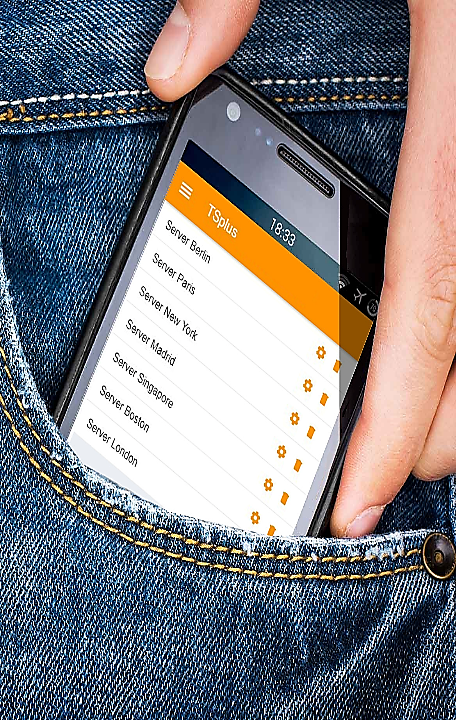 18:33
TSplus
Server Berlin
Server Paris
Server New York
Server Madrid
Server Singapore
Server Boston
Server London